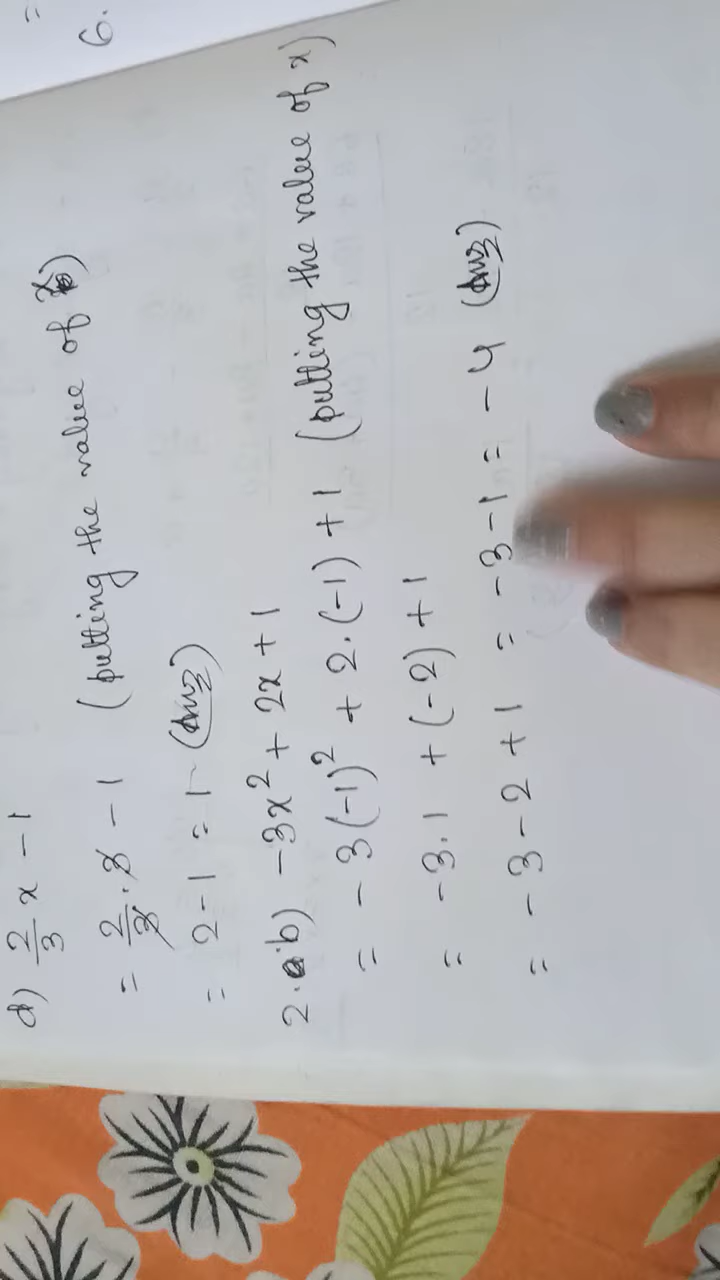 =
6.
d) 2/3 x - 1
= 2/3 . 3 - 1 (putting the value of x)
= 2 - 1 = 1 (Ans)
2. b) -3x² + 2x + 1
= -3(-1)² + 2.(-1) + 1 (putting the value of x)
= -3.1 + (-2) + 1
= -3 - 2 + 1 = -3 - 1 = -4 (Ans)